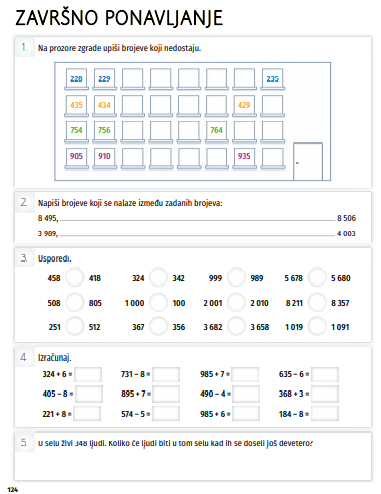 ZAVRŠNO PONAVLJANJE
1. Na prozore zgrade upiši brojeve koji nedostaju.
228 229 235
435 434 429
754 756 764
905 910 935
2. Napiši brojeve koji se nalaze između zadanih brojeva:
8 495, 8 506
3 989, 4 003
3. Usporedi.
458 418 324 342 999 989 5 678 5 680
508 805 1 000 100 2 001 2 010 8 211 8 357
251 512 367 356 3 682 3 658 1 019 1 091
4. Izračunaj.
324 + 6 = 731 – 8 = 985 + 7 = 635 – 6 =
405 – 8 = 895 + 7 = 490 – 4 = 368 + 3 =
221 + 8 = 574 – 5 = 985 + 6 = 184 – 8 =
5. U selu živi 348 ljudi. Koliko će ljudi biti u tom selu kad ih se doseli još devetero?
124